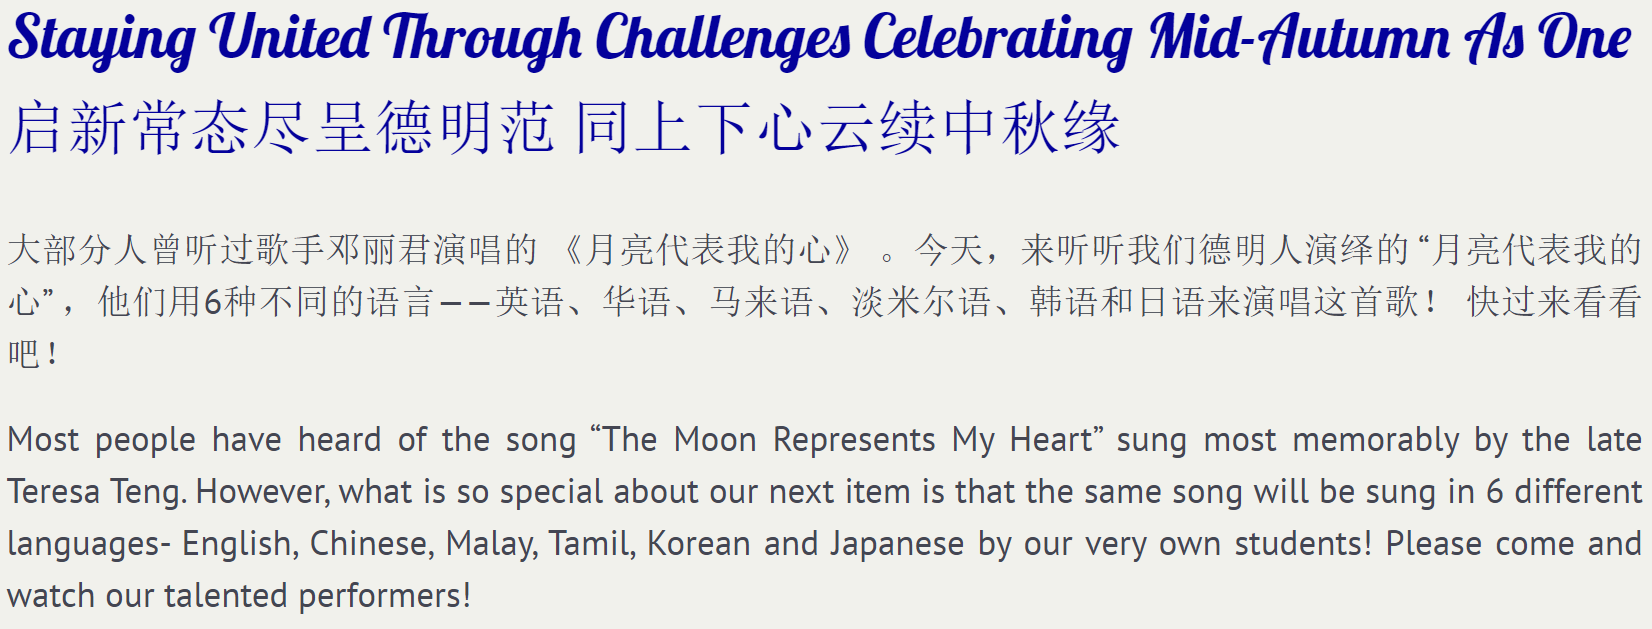 Staying United Through Challenges Celebrating Mid-Autumn As One
启新常态尽呈德明范 同上下心云续中秋缘
大部分人曾听过歌手邓丽君演唱的 《月亮代表我的心》 。今天，来听听我们德明人演绎的 “月亮代表我的
心”，他们用6种不同的语言——英语、华语、马来语、淡米尔语、韩语和日语来演唱这首歌！ 快过来看看
吧！
Most people have heard of the song “The Moon Represents My Heart” sung most memorably by the late
Teresa Teng. However, what is so special about our next item is that the same song will be sung in 6 different
languages- English, Chinese, Malay, Tamil, Korean and Japanese by our very own students! Please come and
watch our talented performers!